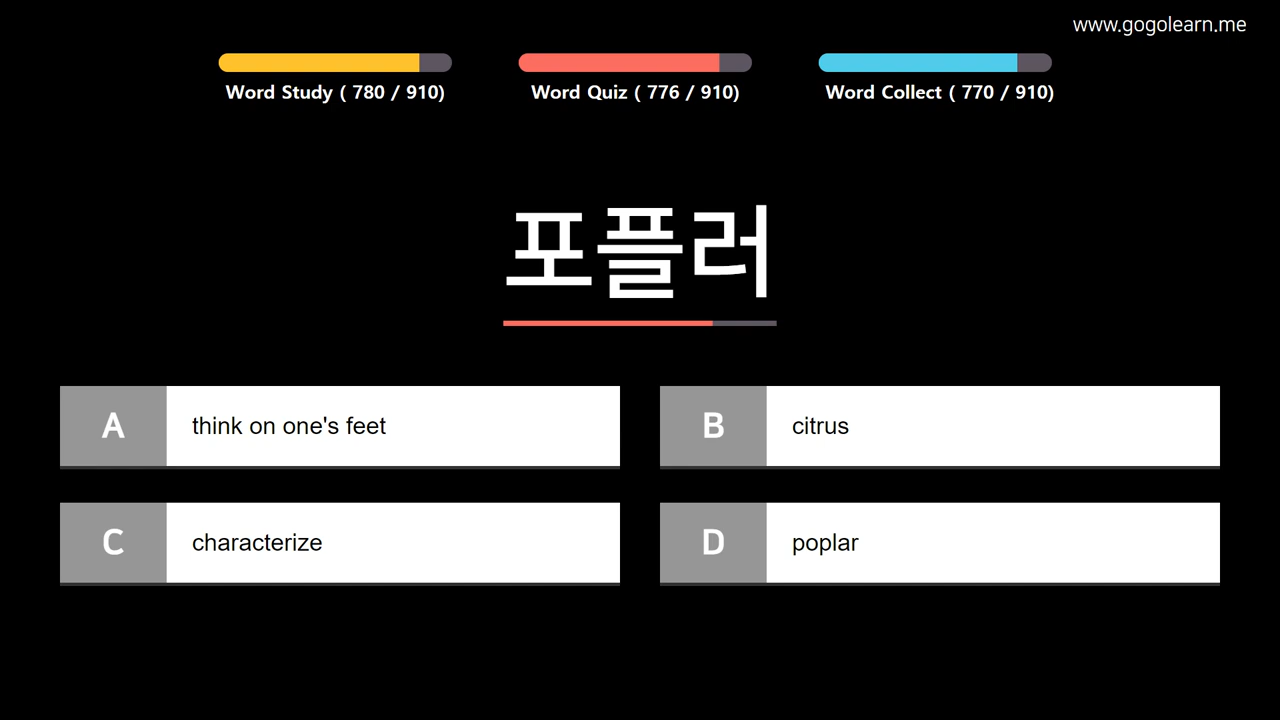 www.gogolearn.me
Word Study ( 780 / 910)
Word Quiz ( 776 / 910)
Word Collect ( 770 / 910)
포플러
A think on one's feet
B citrus
C characterize
D poplar